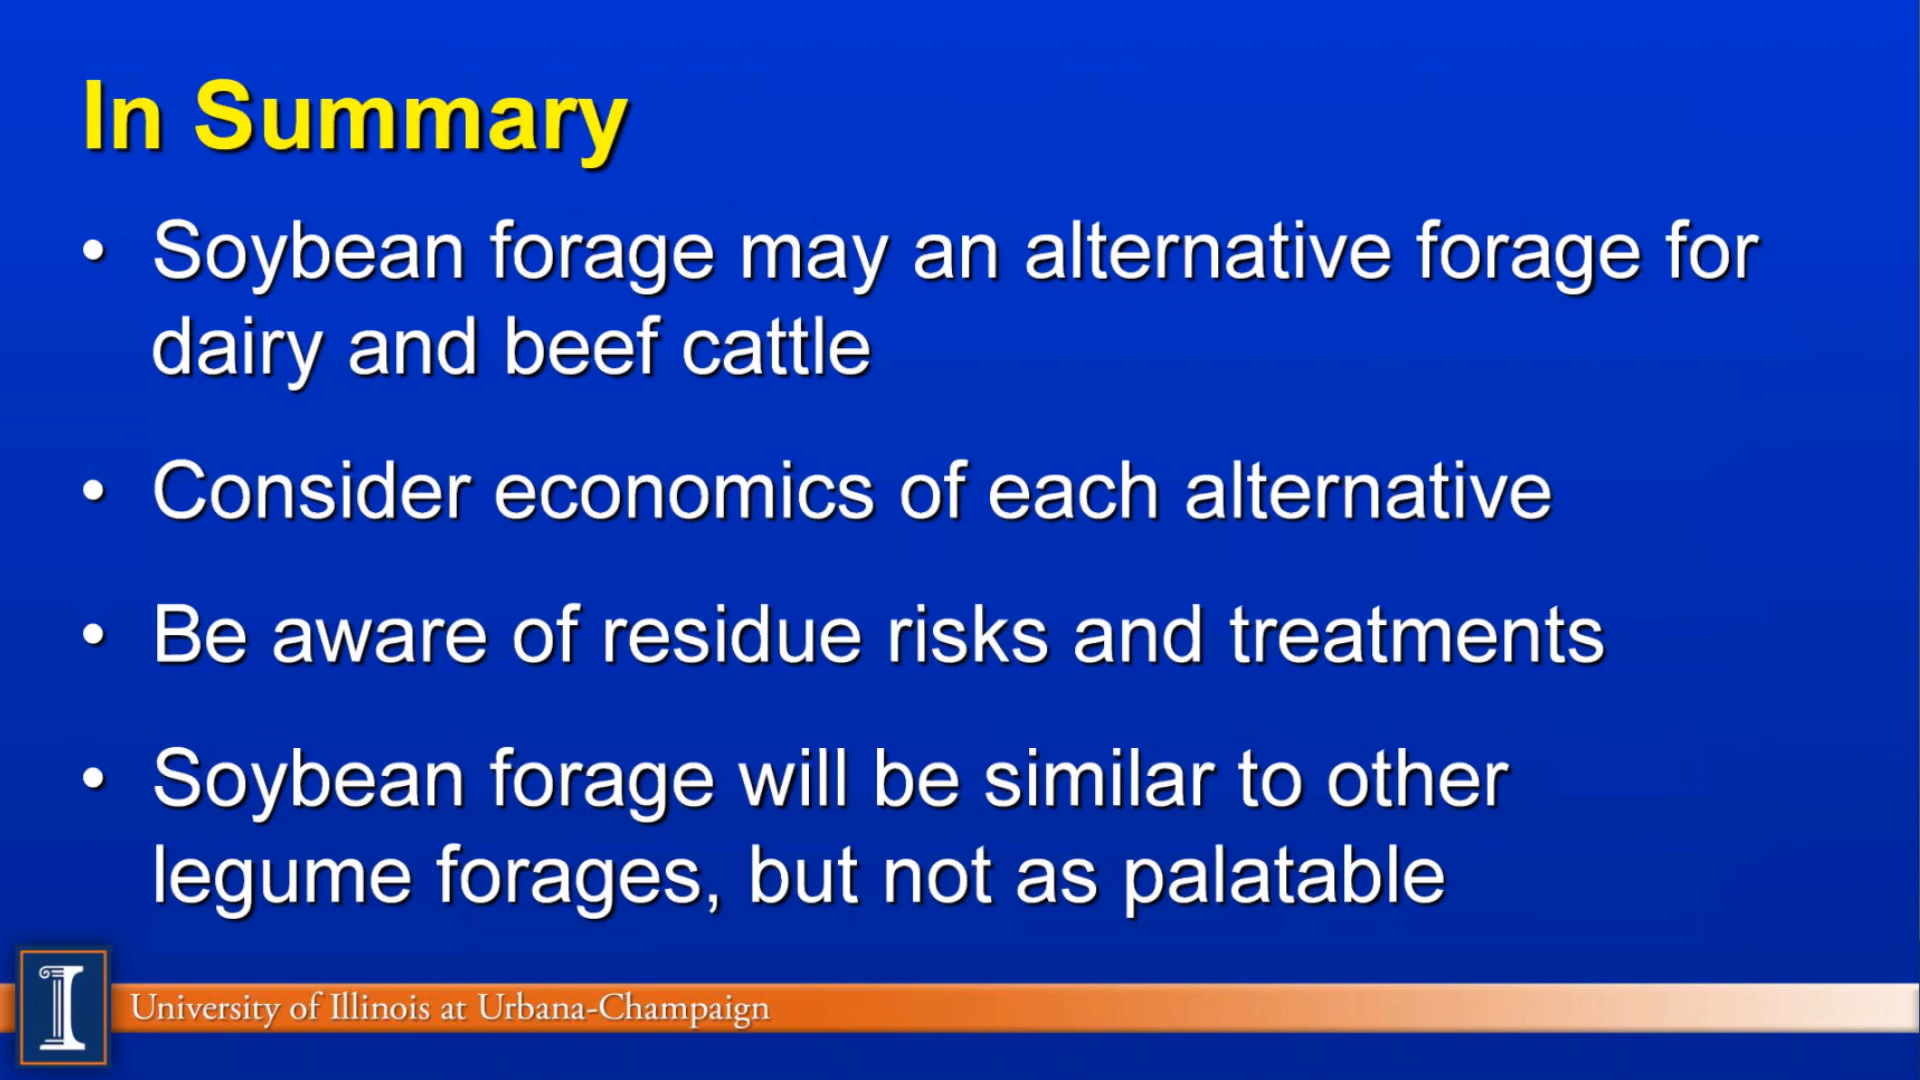 In Summary
• Soybean forage may an alternative forage for
dairy and beef cattle
• Consider economics of each alternative
• Be aware of residue risks and treatments
• Soybean forage will be similar to other
legume forages, but not as palatable
I
University of Illinois at Urbana-Champaign